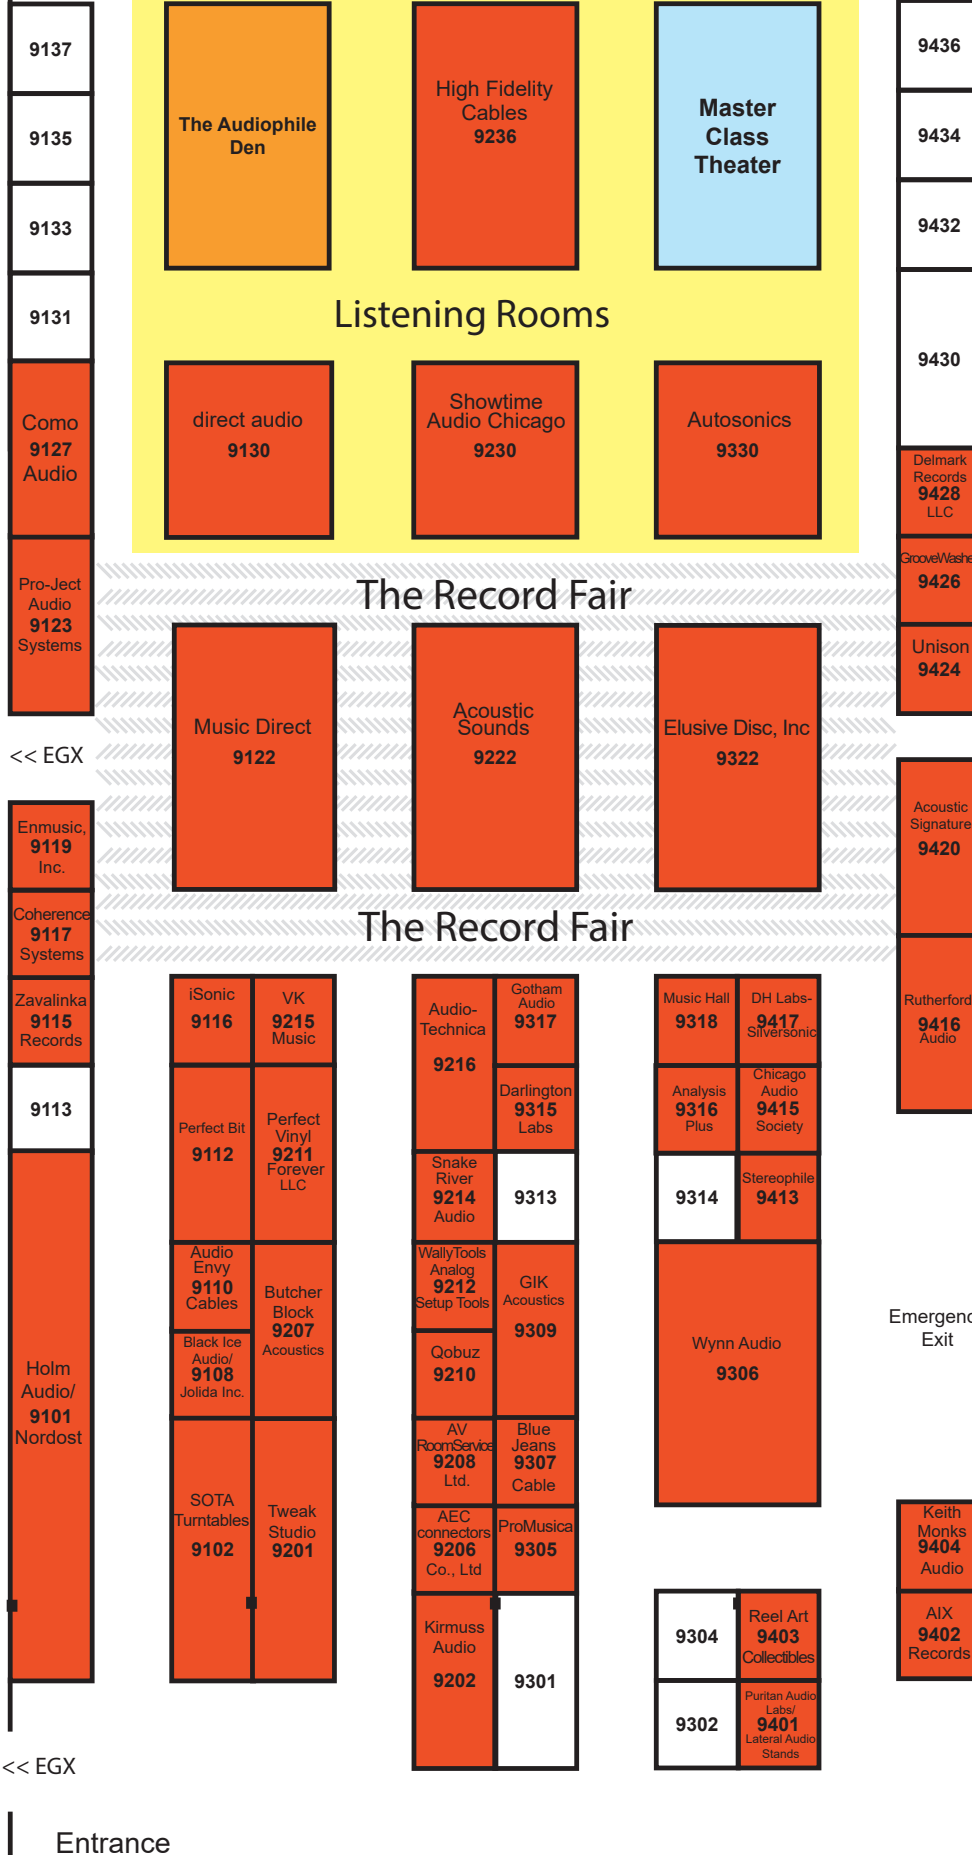 9137
9135
9133
9131
Como
9127
Audio
Pro-Ject
Audio
9123
Systems
<< EGX
Enmusic,
9119
Inc.
Coherence
9117
Systems
Zavalinka
9115
Records
9113
Holm
Audio/
9101
Nordost
<< EGX
Entrance
The Audiophile
Den
High Fidelity
Cables
9236
Master
Class
Theater
Listening Rooms
direct audio
9130
Showtime
Audio Chicago
9230
Autosonics
9330
The Record Fair
Music Direct
9122
Acoustic
Sounds
9222
Elusive Disc, Inc
9322
The Record Fair
iSonic
9116
VK
9215
Music
Perfect Bit
9112
Perfect
Vinyl
9211
Forever
LLC
Audio
Envy
9110
Cables
Butcher
Block
9207
Acoustics
Black Ice
Audio/
9108
Jolida Inc.
SOTA
Turntables
9102
Tweak
Studio
9201
Audio-
Technica
9216
Gotham
Audio
9317
Darlington
9315
Labs
Snake
River
9214
Audio
9313
WallyTools
Analog
9212
Setup Tools
GIK
Acoustics
9309
Qobuz
9210
AV
RoomService
9208
Ltd.
Blue
Jeans
9307
Cable
AEC
connectors
9206
Co., Ltd
ProMusica
9305
Kirmuss
Audio
9202
9301
Music Hall
9318
DH Labs-
9417
Silversonic
Analysis
9316
Plus
Chicago
Audio
9415
Society
9314
Stereophile
9413
Wynn Audio
9306
9304
Reel Art
9403
Collectibles
9302
Puritan Audio
Labs/
9401
Lateral Audio
Stands
9436
9434
9432
9430
Delmark
Records
9428
LLC
GrooveWashe
9426
Unison
9424
Acoustic
Signature
9420
Rutherford
9416
Audio
Emergenc
Exit
Keith
Monks
9404
Audio
AIX
9402
Records